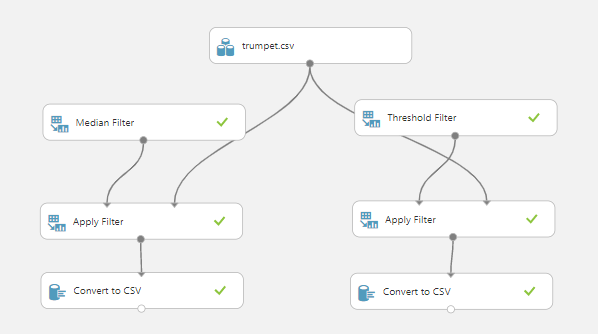 trumpet.csv
Median Filter
Threshold Filter
Apply Filter
Apply Filter
Convert to CSV
Convert to CSV